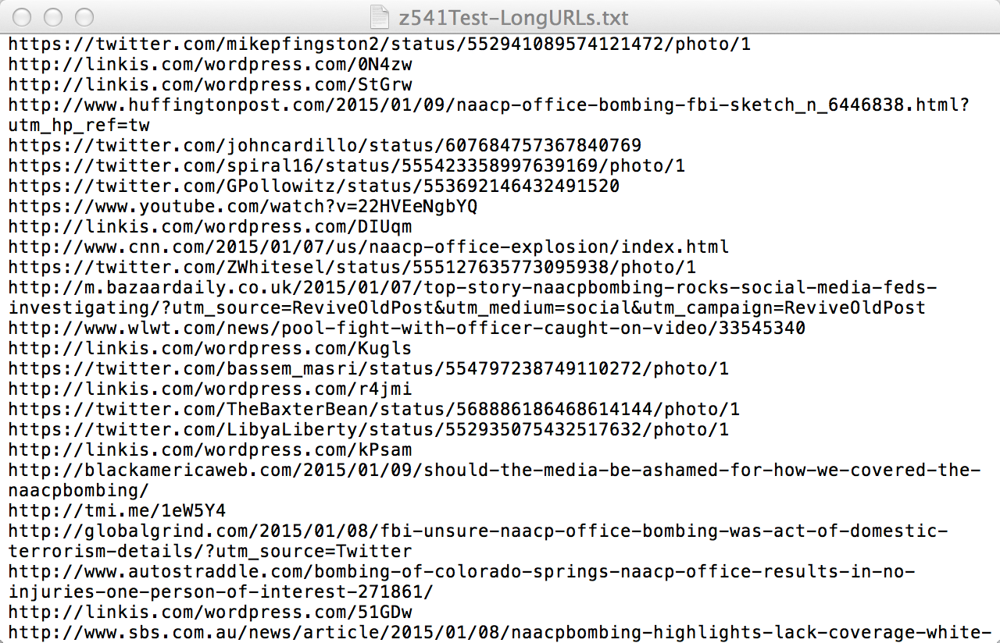 z541Test-LongURLs.txt
https://twitter.com/mikepfingston2/status/552941089574121472/photo/1
http://linkis.com/wordpress.com/0N4zw
http://linkis.com/wordpress.com/StGrw
http://www.huffingtonpost.com/2015/01/09/naacp-office-bombing-fbi-sketch_n_6446838.html?
utm_hp_ref=tw
https://twitter.com/johncardillo/status/607684757367840769
https://twitter.com/spiral16/status/555423358997639169/photo/1
https://twitter.com/GPollowitz/status/553692146432491520
https://www.youtube.com/watch?v=22HVEeNgbYQ
http://linkis.com/wordpress.com/DIUqm
http://www.cnn.com/2015/01/07/us/naacp-office-explosion/index.html
https://twitter.com/ZWhitesel/status/555127635773095938/photo/1
http://m.bazaardaily.co.uk/2015/01/07/top-story-naacpbombing-rocks-social-media-feds-
investigating/?utm_source=ReviveOldPost&utm_medium=social&utm_campaign=ReviveOldPost
http://www.wlwt.com/news/pool-fight-with-officer-caught-on-video/33545340
http://linkis.com/wordpress.com/Kugls
https://twitter.com/bassem_masri/status/554797238749110272/photo/1
http://linkis.com/wordpress.com/r4jmi
https://twitter.com/TheBaxterBean/status/568886186468614144/photo/1
https://twitter.com/LibyaLiberty/status/552935075432517632/photo/1
http://linkis.com/wordpress.com/kPsam
http://blackamericaweb.com/2015/01/09/should-the-media-be-ashamed-for-how-we-covered-the-
naacpbombing/
http://tmi.me/1eW5Y4
http://globalgrind.com/2015/01/08/fbi-unsure-naacp-office-bombing-was-act-of-domestic-
terrorism-details/?utm_source=Twitter
http://www.autostraddle.com/bombing-of-colorado-springs-naacp-office-results-in-no-
injuries-one-person-of-interest-271861/
http://linkis.com/wordpress.com/51GDw
http://www.sbs.com.au/news/article/2015/01/08/naacpbombing-highlights-lack-coverage-white-